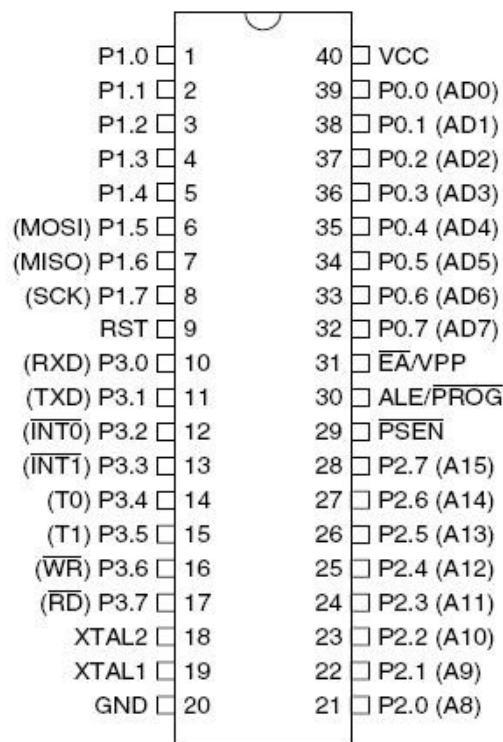 P1.0 1 40 VCC
P1.1 2 39 P0.0 (AD0)
P1.2 3 38 P0.1 (AD1)
P1.3 4 37 P0.2 (AD2)
P1.4 5 36 P0.3 (AD3)
(MOSI) P1.5 6 35 P0.4 (AD4)
(MISO) P1.6 7 34 P0.5 (AD5)
(SCK) P1.7 8 33 P0.6 (AD6)
RST 9 32 P0.7 (AD7)
(RXD) P3.0 10 31 E̅A̅/VPP
(TXD) P3.1 11 30 ALE/P̅R̅O̅G̅
(I̅N̅T̅0̅) P3.2 12 29 P̅S̅E̅N̅
(I̅N̅T̅1̅) P3.3 13 28 P2.7 (A15)
(T0) P3.4 14 27 P2.6 (A14)
(T1) P3.5 15 26 P2.5 (A13)
(W̅R̅) P3.6 16 25 P2.4 (A12)
(R̅D̅) P3.7 17 24 P2.3 (A11)
XTAL2 18 23 P2.2 (A10)
XTAL1 19 22 P2.1 (A9)
GND 20 21 P2.0 (A8)